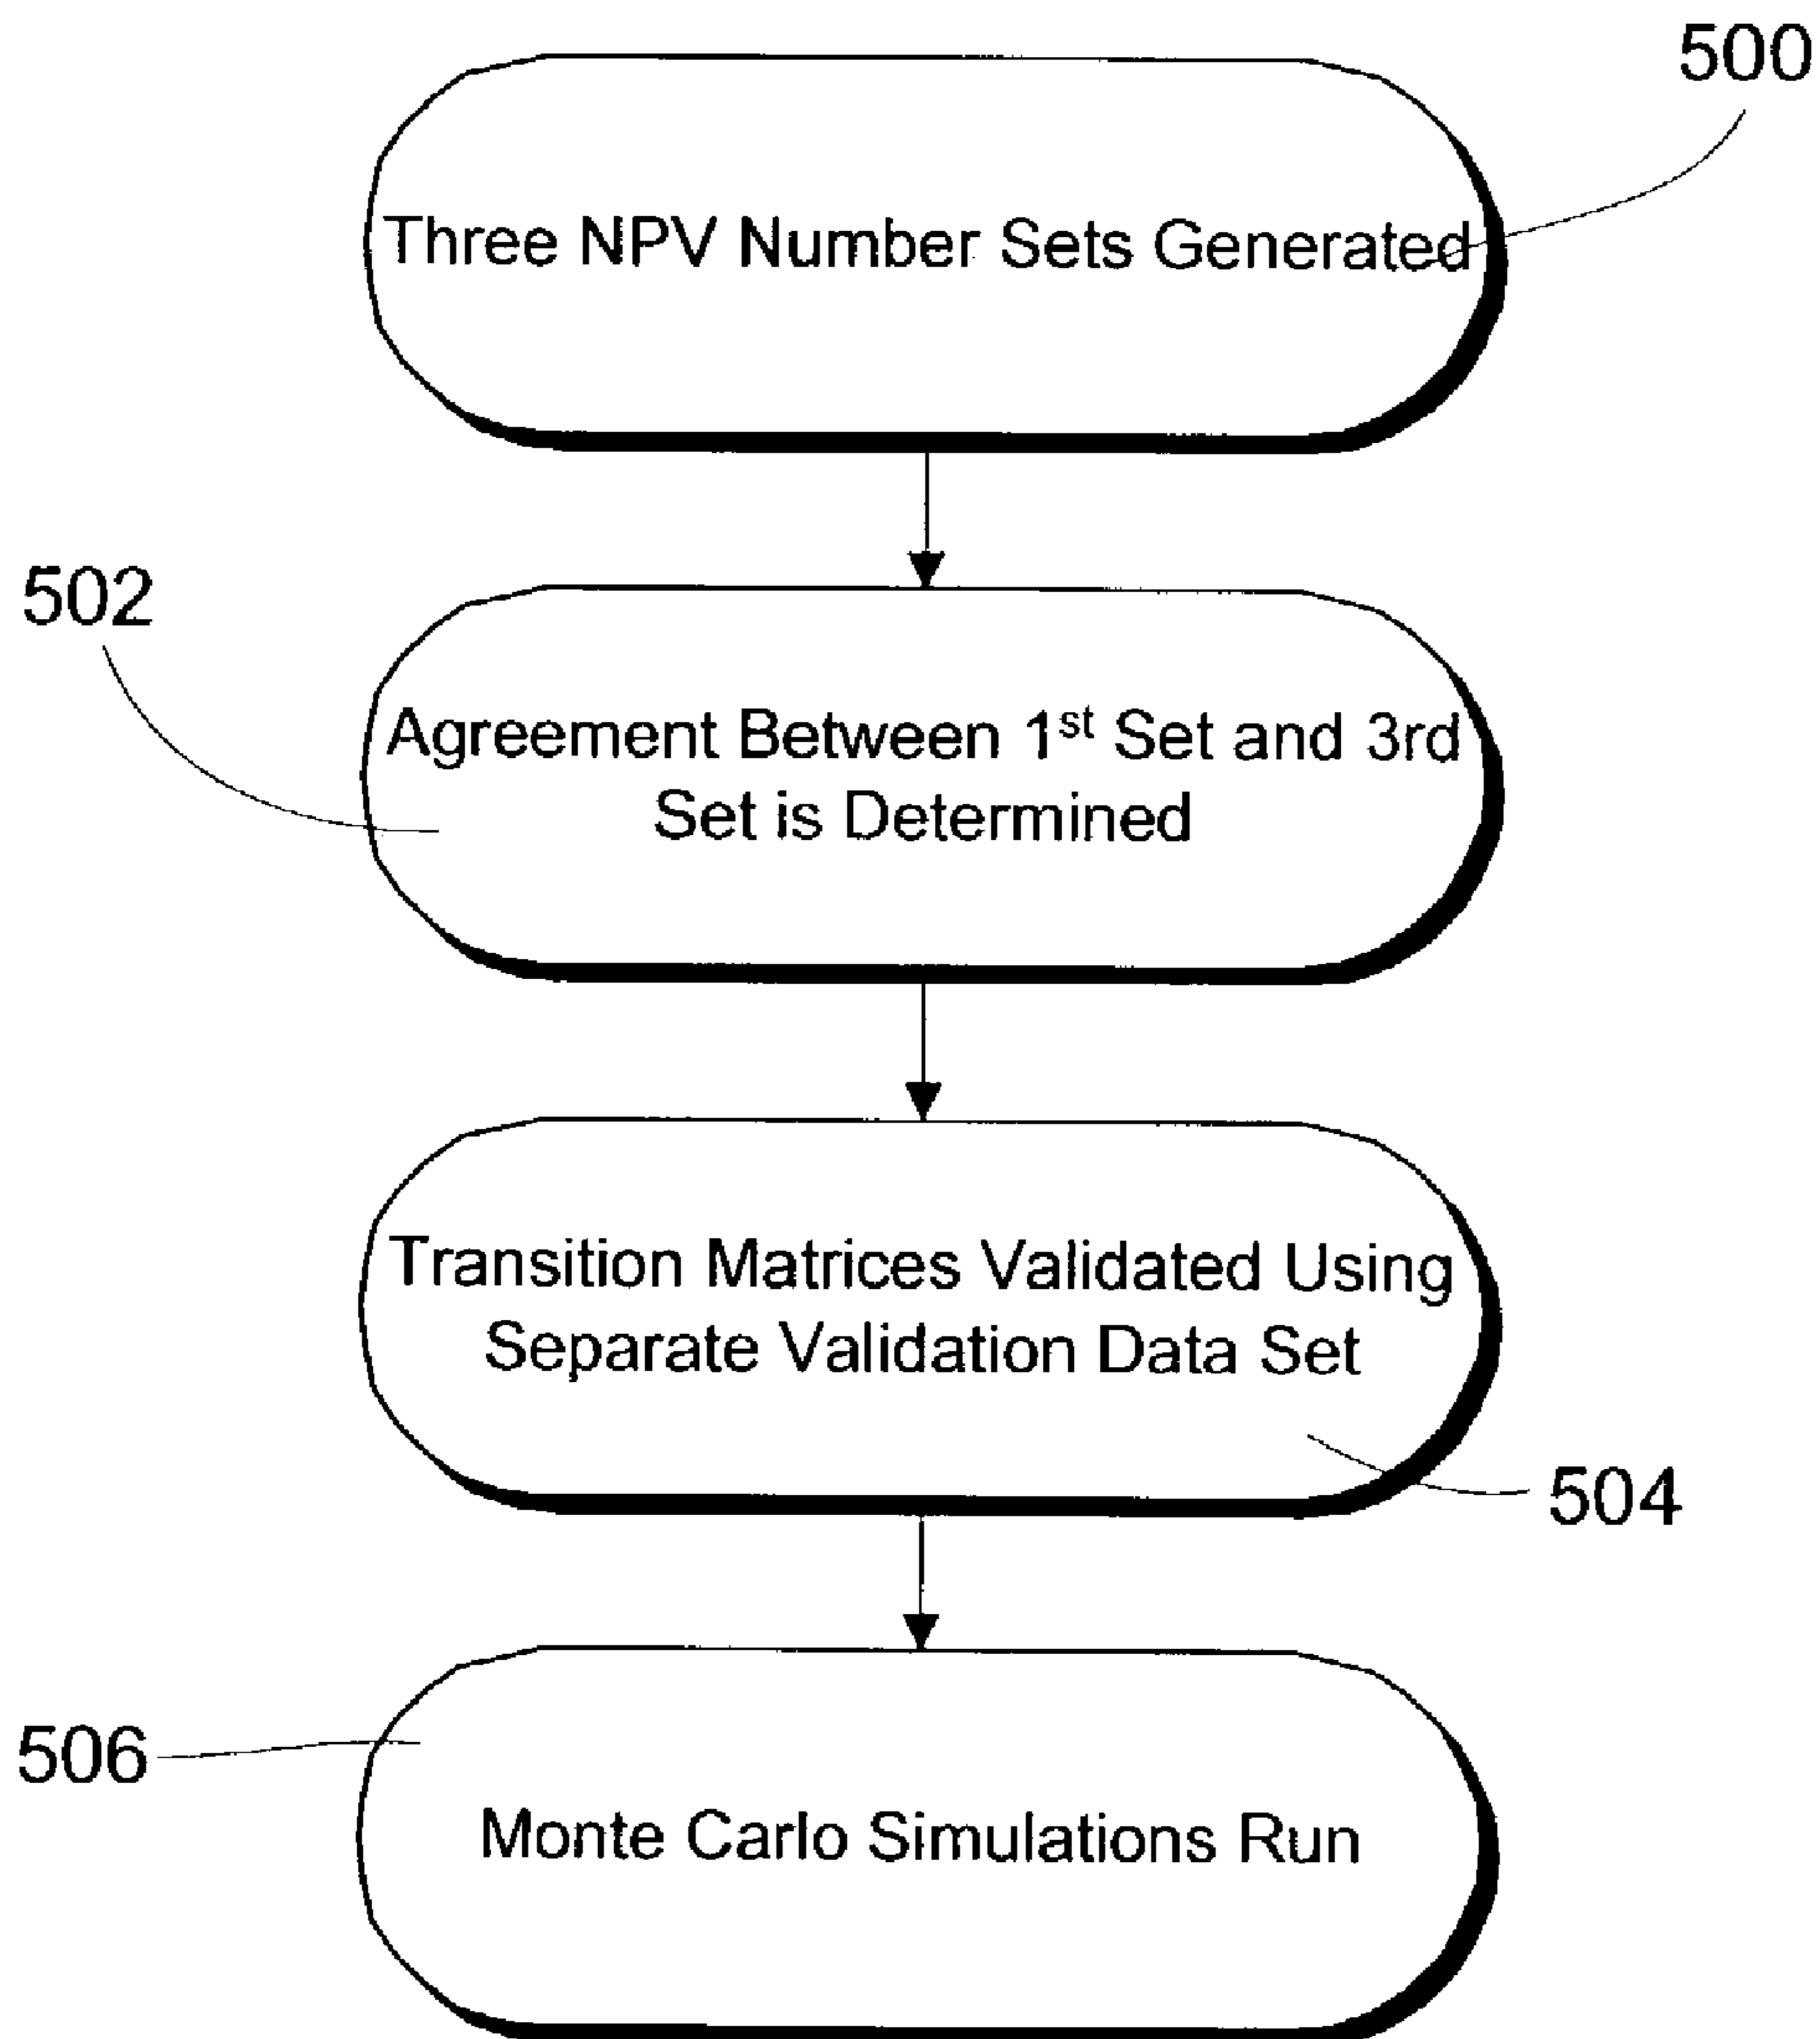 500
Three NPV Number Sets Generated
502
Agreement Between 1st Set and 3rd
Set is Determined
Transition Matrices Validated Using
Separate Validation Data Set
504
506
Monte Carlo Simulations Run